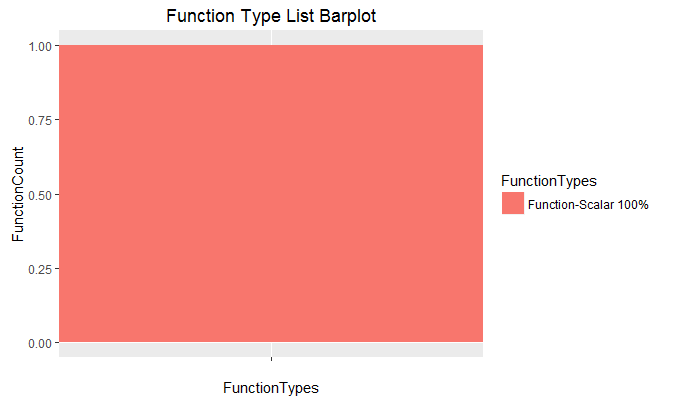 Function Type List Barplot
1.00
0.75
0.50
0.25
0.00
FunctionCount
FunctionTypes
FunctionTypes
Function-Scalar 100%